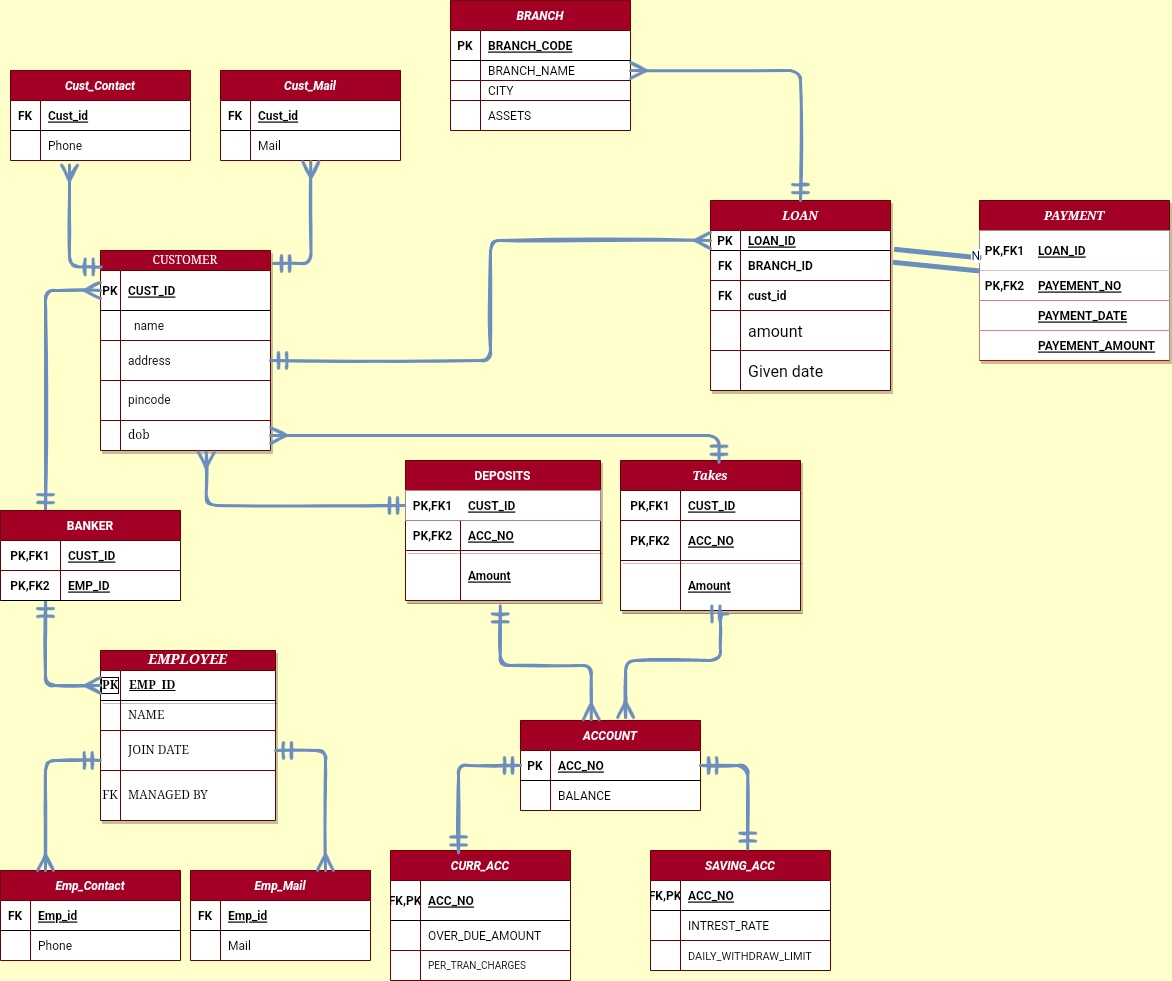 BRANCH
PK BRANCH_CODE
BRANCH_NAME
CITY
ASSETS
Cust_Contact
FK Cust_id
Phone
Cust_Mail
FK Cust_id
Mail
CUSTOMER
PK CUST_ID
name
address
pincode
dob
LOAN
PK LOAN_ID
FK BRANCH_ID
FK cust_id
amount
Given date
N
PAYMENT
PK,FK1 LOAN_ID
PK,FK2 PAYEMENT_NO
PAYMENT_DATE
PAYEMENT_AMOUNT
DEPOSITS
PK,FK1 CUST_ID
PK,FK2 ACC_NO
Amount
Takes
PK,FK1 CUST_ID
PK,FK2 ACC_NO
Amount
BANKER
PK,FK1 CUST_ID
PK,FK2 EMP_ID
EMPLOYEE
PK EMP_ID
NAME
JOIN DATE
FK MANAGED BY
ACCOUNT
PK ACC_NO
BALANCE
Emp_Contact
FK Emp_id
Phone
Emp_Mail
FK Emp_id
Mail
CURR_ACC
FK,PK ACC_NO
OVER_DUE_AMOUNT
PER_TRAN_CHARGES
SAVING_ACC
FK,PK ACC_NO
INTREST_RATE
DAILY_WITHDRAW_LIMIT